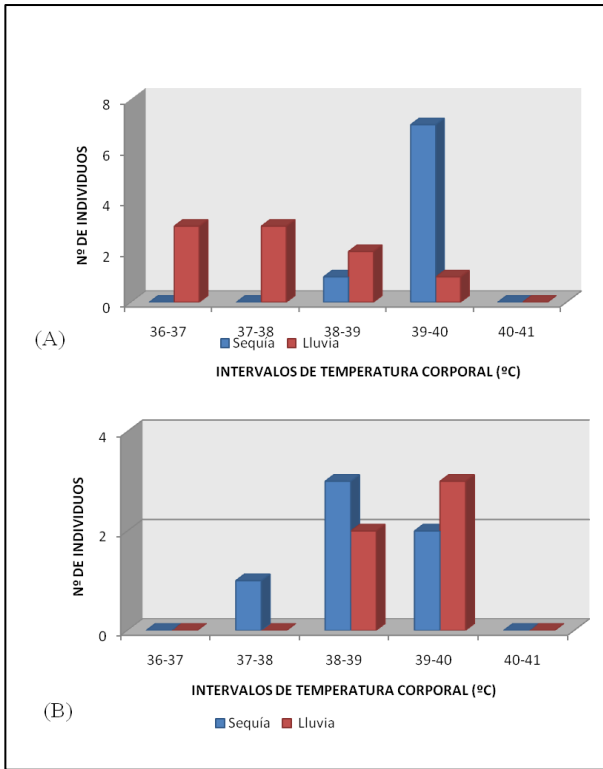 8
6
4
2
0
Nº DE INDIVIDUOS
36-37 37-38 38-39 39-40 40-41
(A)
Sequía Lluvia
INTERVALOS DE TEMPERATURA CORPORAL (ºC)
4
2
0
Nº DE INDIVIDUOS
36-37 37-38 38-39 39-40 40-41
INTERVALOS DE TEMPERATURA CORPORAL (ºC)
(B)
Sequía Lluvia